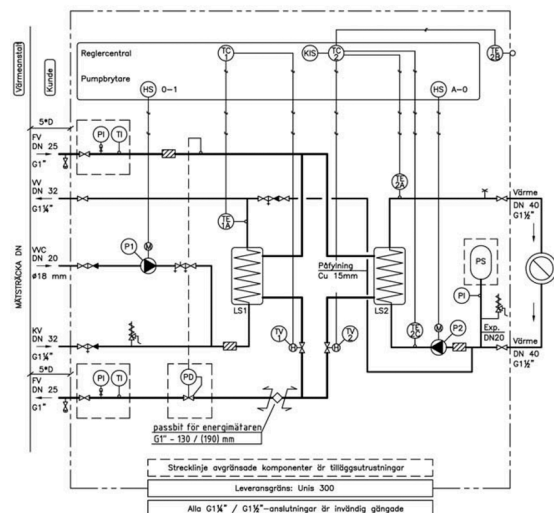 Värmeanstalt
Kunde
Reglercentral
Pumpbrytare
HS 0-1
TC 1
KIS
TC 2
TE 2B
HS A-0
5*D
FV
DN 25
G1"
PI
TI
VV
DN 32
G1¼"
VVC
DN 20
ø18 mm
P1
M
TE 1A
LS1
Påfylning
Cu 15mm
TE 2A
LS2
Värme
DN 40
G1½"
PS
PI
Exp.
DN20
P2
M
TV 1
TV 2
KV
DN 32
G1¼"
Värme
DN 40
G1½"
MÄTSTRÄCKA DN
5*D
FV
DN 25
G1"
PI
TI
PD
passbit för energimätaren
G1" - 130 / (190) mm
Strecklinje avgränsade komponenter är tilläggsutrustningar
Leveransgräns: Unis 300
Alla G1¼" / G1½"-anslutningar är invändig gängade